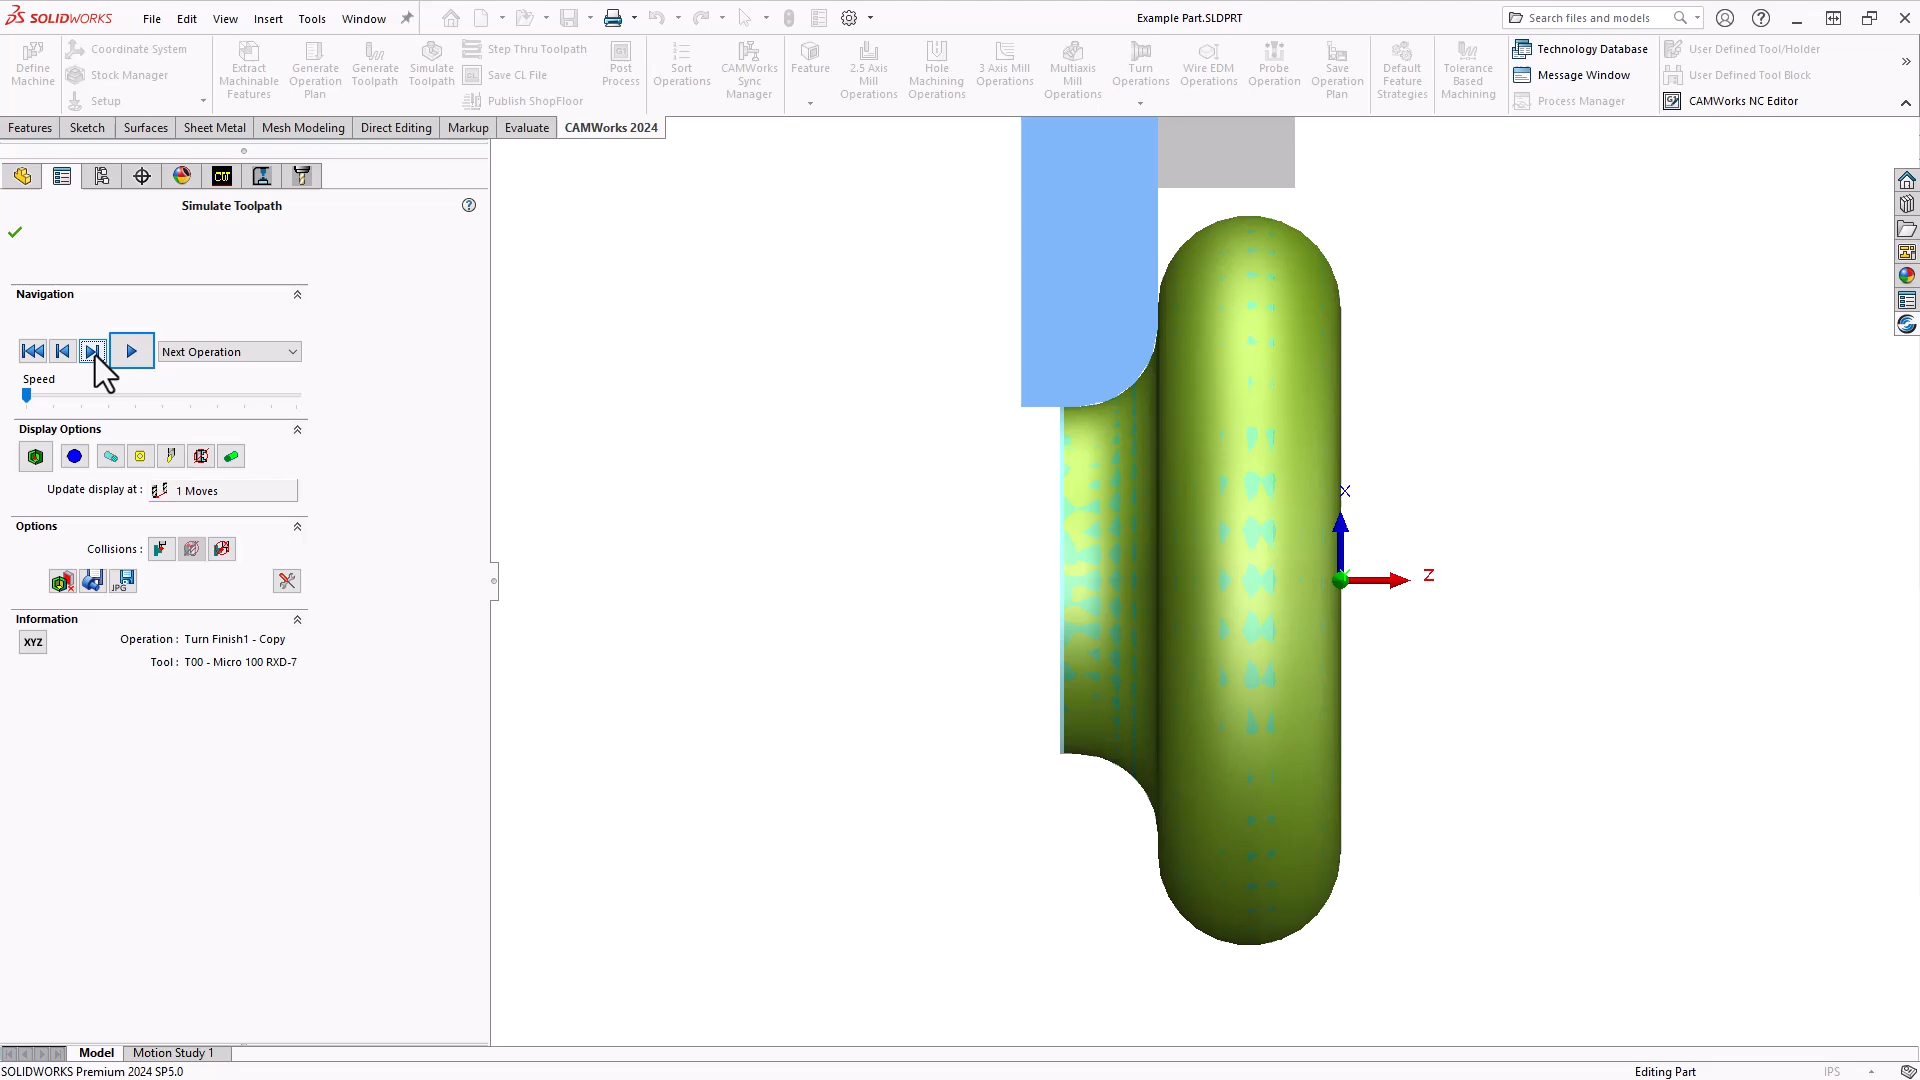 SOLIDWORKS
File Edit View Insert Tools Window
Example Part.SLDPRT
Search files and models
Define Machine
Coordinate System
Stock Manager
Setup
Extract Machinable Features
Generate Operation Plan
Generate Toolpath
Simulate Toolpath
Step Thru Toolpath
Save CL File
Publish ShopFloor
Post Process
Sort Operations
CAMWorks Sync Manager
Feature
2.5 Axis Mill Operations
Hole Machining Operations
3 Axis Mill Operations
Multiaxis Mill Operations
Turn Operations
Wire EDM Operations
Probe Operation
Save Operation Plan
Default Feature Strategies
Tolerance Based Machining
Technology Database
Message Window
Process Manager
User Defined Tool/Holder
User Defined Tool Block
CAMWorks NC Editor
Features Sketch Surfaces Sheet Metal Mesh Modeling Direct Editing Markup Evaluate CAMWorks 2024
CW
Simulate Toolpath
Navigation
Next Operation
Speed
Display Options
Update display at : 1 Moves
Options
Collisions :
JPG
Information
XYZ
Operation : Turn Finish1 - Copy
Tool : T00 - Micro 100 RXD-7
X
Z
Model Motion Study 1
SOLIDWORKS Premium 2024 SP5.0
Editing Part
IPS